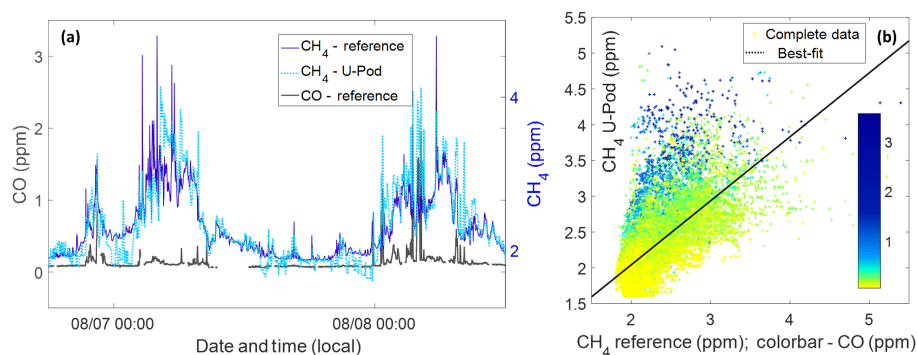 (a)
CH4 - reference
CH4 - U-Pod
CO - reference
3
2
1
0
CO (ppm)
4
2
CH4 (ppm)
08/07 00:00
08/08 00:00
Date and time (local)
(b)
Complete data
Best-fit
5.5
5
4.5
4
3.5
3
2.5
2
1.5
CH4 U-Pod (ppm)
3
2
1
2
3
4
5
CH4 reference (ppm); colorbar - CO (ppm)